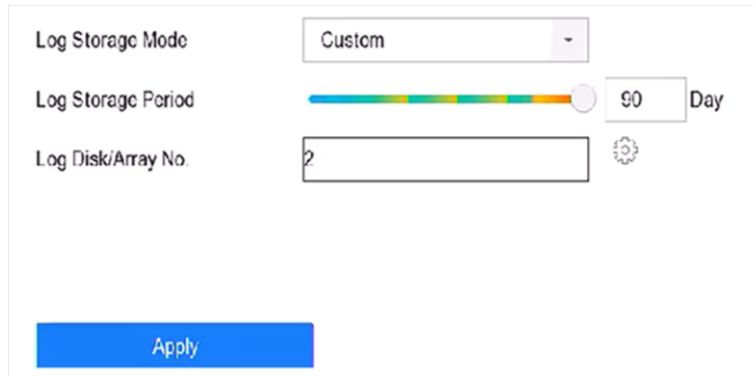 Log Storage Mode Custom
Log Storage Period 90 Day
Log Disk/Array No. 2
Apply